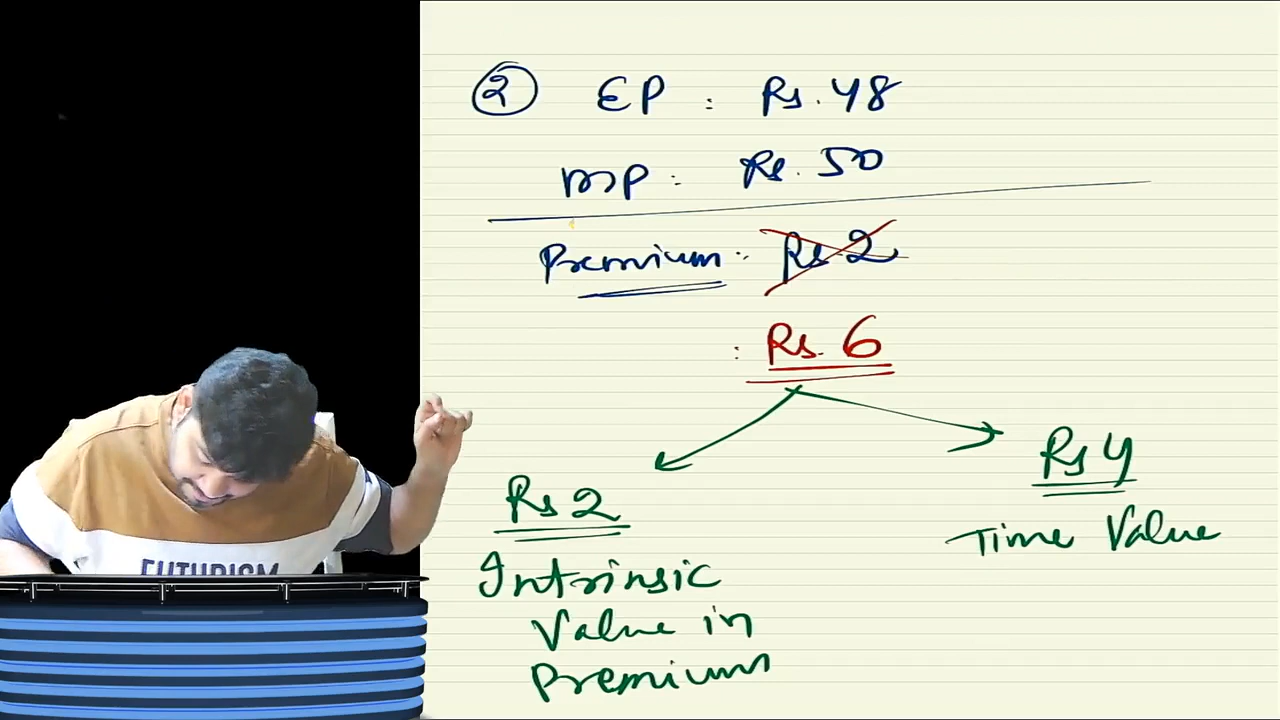 ② EP : Rs. 48
MP : Rs. 50
Premium : Rs 2
: Rs. 6
Rs 2
Rs 4
Intrinsic
Value in
Premium
Time Value
FUTURISM